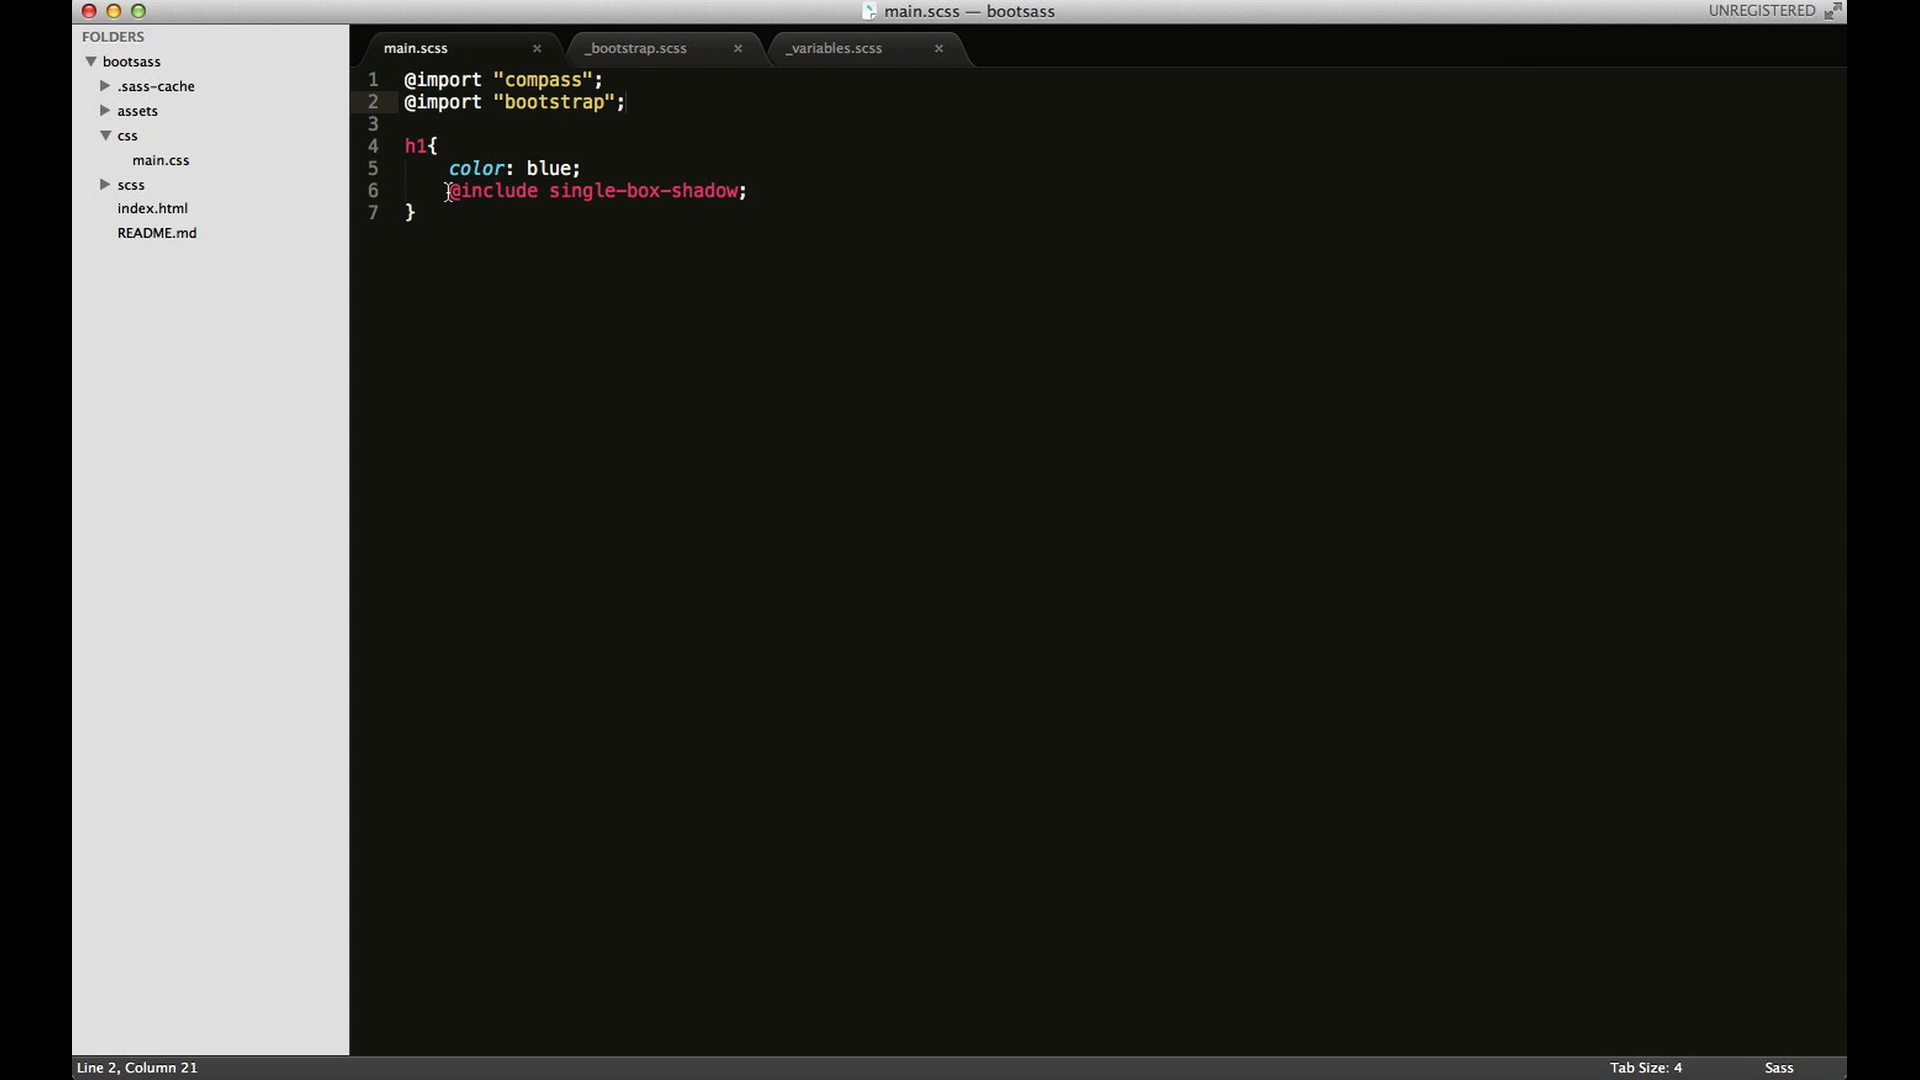 main.scss — bootsass
UNREGISTERED
FOLDERS
bootsass
.sass-cache
assets
css
main.css
scss
index.html
README.md
main.scss ×
_bootstrap.scss ×
_variables.scss ×
1 @import "compass";
2 @import "bootstrap";
3
4 h1{
5 color: blue;
6 @include single-box-shadow;
7 }
Line 2, Column 21
Tab Size: 4
Sass